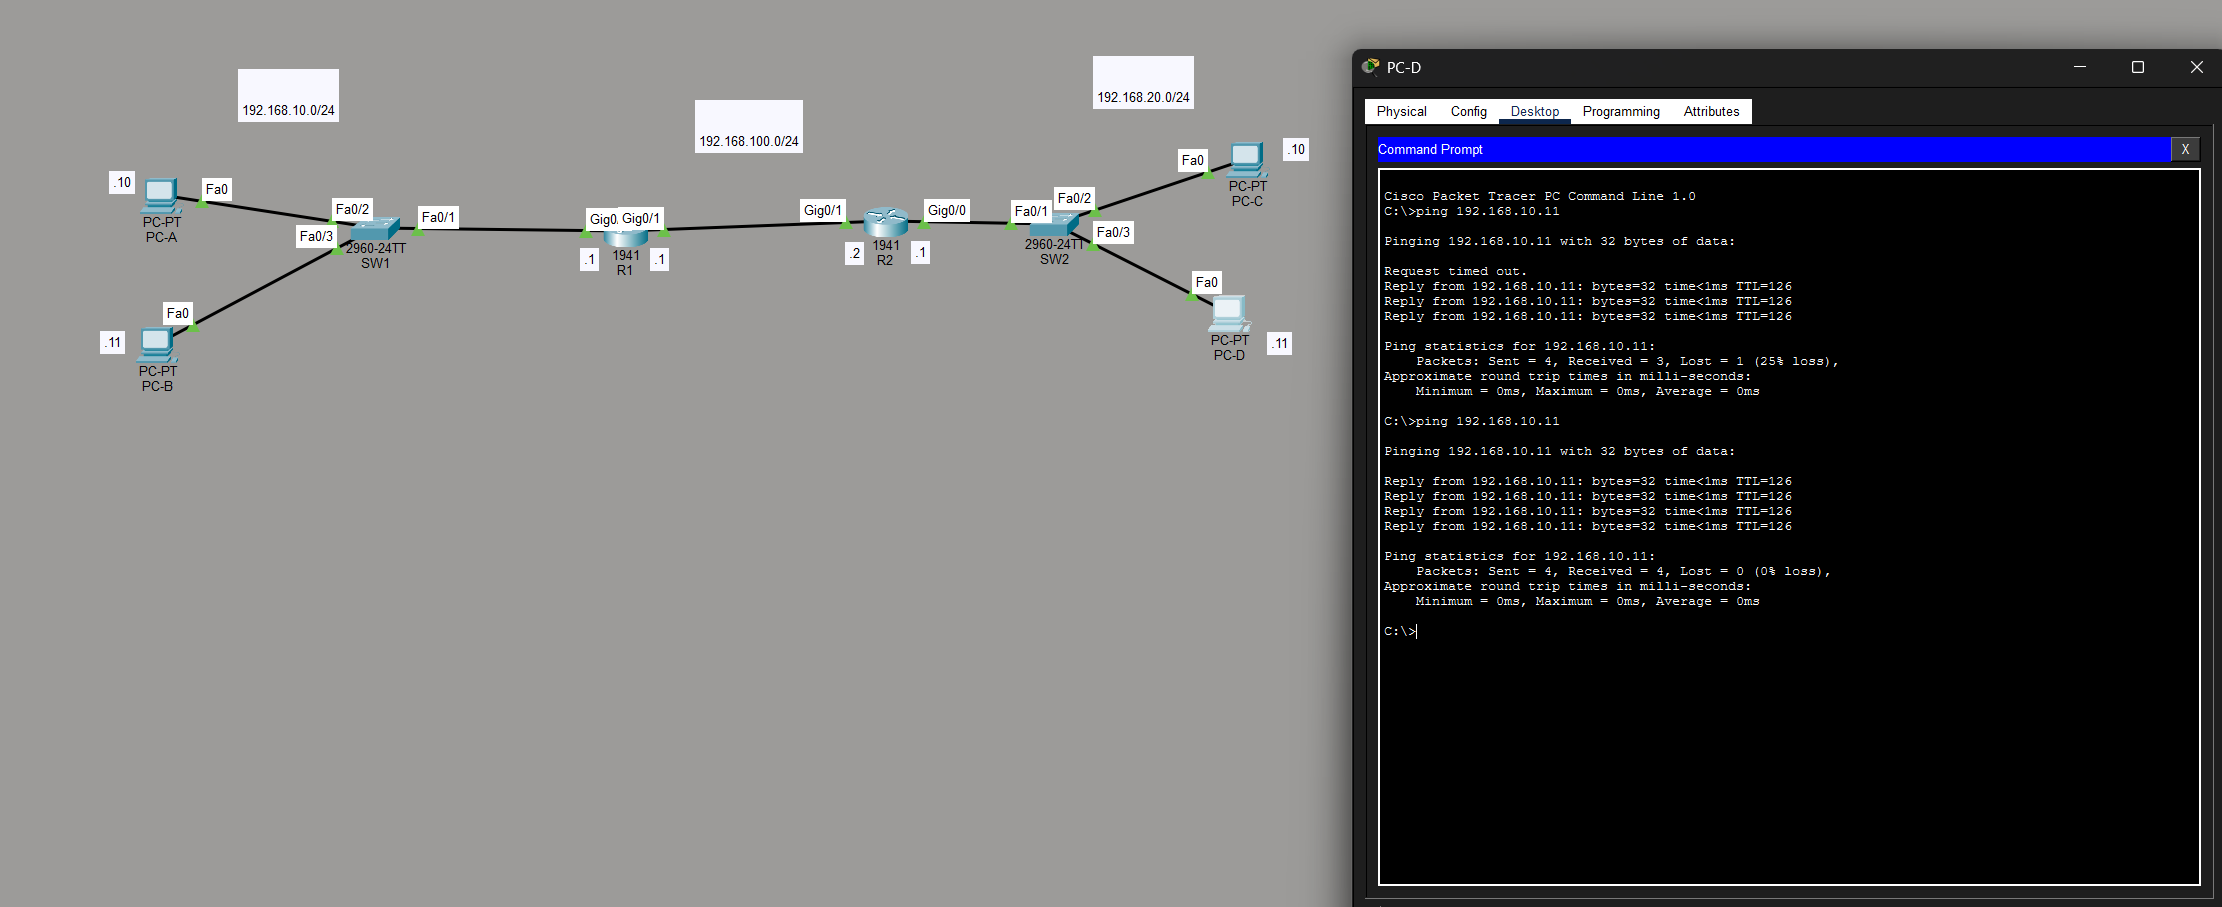 192.168.10.0/24
192.168.100.0/24
192.168.20.0/24
.10
Fa0
PC-PT
PC-A
Fa0/2
Fa0/3
Fa0/1
2960-24TT
SW1
Fa0
.11
PC-PT
PC-B
Gig0/1
.1
.1
1941
R1
Gig0/1
Gig0/0
.2
.1
1941
R2
Fa0/1
Fa0/2
Fa0/3
2960-24TT
SW2
Fa0
.10
PC-PT
PC-C
Fa0
.11
PC-PT
PC-D
PC-D
Physical Config Desktop Programming Attributes
Command Prompt
X
Cisco Packet Tracer PC Command Line 1.0
C:\>ping 192.168.10.11
Pinging 192.168.10.11 with 32 bytes of data:
Request timed out.
Reply from 192.168.10.11: bytes=32 time<1ms TTL=126
Reply from 192.168.10.11: bytes=32 time<1ms TTL=126
Reply from 192.168.10.11: bytes=32 time<1ms TTL=126
Ping statistics for 192.168.10.11:
Packets: Sent = 4, Received = 3, Lost = 1 (25% loss),
Approximate round trip times in milli-seconds:
Minimum = 0ms, Maximum = 0ms, Average = 0ms
C:\>ping 192.168.10.11
Pinging 192.168.10.11 with 32 bytes of data:
Reply from 192.168.10.11: bytes=32 time<1ms TTL=126
Reply from 192.168.10.11: bytes=32 time<1ms TTL=126
Reply from 192.168.10.11: bytes=32 time<1ms TTL=126
Reply from 192.168.10.11: bytes=32 time<1ms TTL=126
Ping statistics for 192.168.10.11:
Packets: Sent = 4, Received = 4, Lost = 0 (0% loss),
Approximate round trip times in milli-seconds:
Minimum = 0ms, Maximum = 0ms, Average = 0ms
C:\>